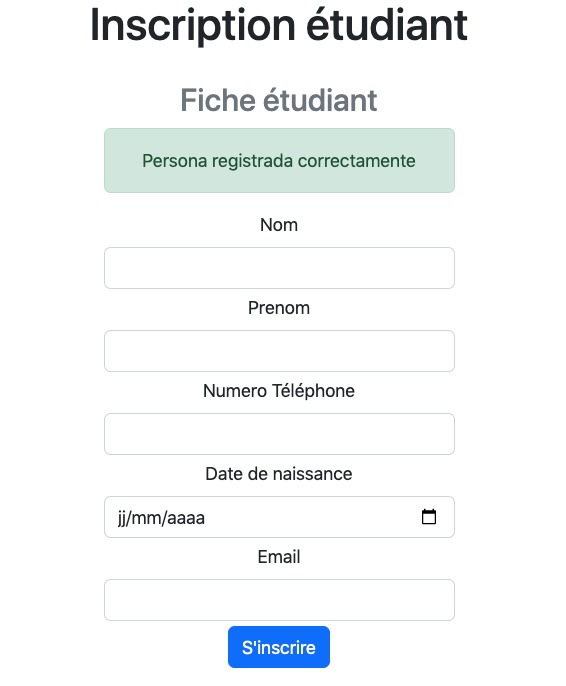 Inscription étudiant
Fiche étudiant
Persona registrada correctamente
Nom
Prenom
Numero Téléphone
Date de naissance
jj/mm/aaaa
Email
S'inscrire